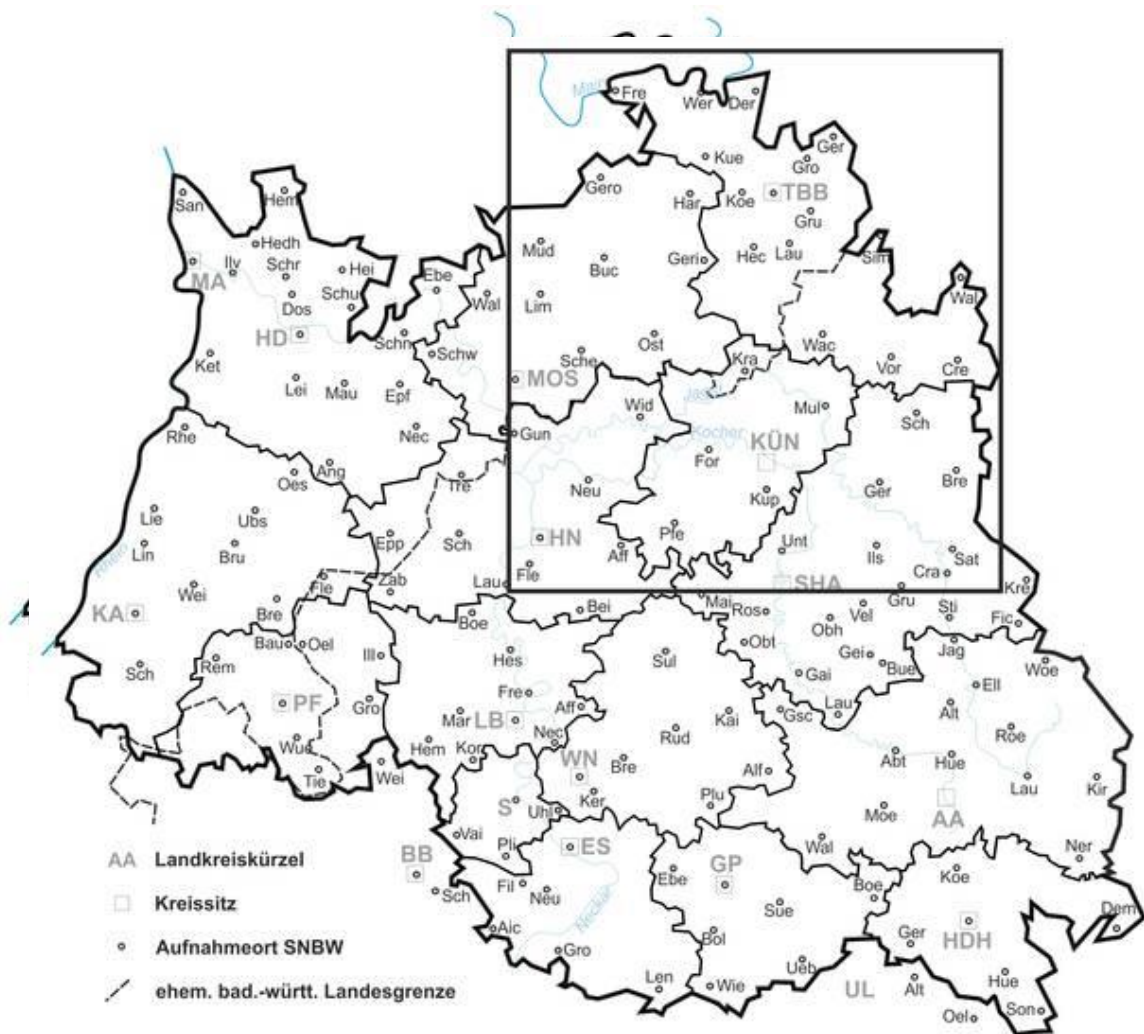 Main
Fre
Wer
Der
Ger
Kue
Gro
Gero
San
Hem
Har
Koe
TBB
Gru
Hedh
Mud
Hec
Lau
MA
Ilv
Schr
Hei
Buc
Geri
Sim
Ebe
Wal
Dos
Schu
Wal
Lim
HD
Schn
Schw
Sche
Ost
Wac
Ket
Kra
Vor
Cre
Lei
Mau
Epf
MOS
Jagst
Wid
Mul
Sch
Rhe
Nec
Gun
Kocher
KÜN
For
Ang
Oes
Tre
Neu
Kup
Ger
Bre
Lie
Ubs
Lin
Bru
Epp
Sch
HN
Aff
Pfe
Unt
Ils
Sat
Rhein
Wei
Fle
Zab
Lau
Fle
SHA
Cra
Kre
KA
Bre
Boe
Bei
Mai
Ros
Gru
Vel
Sti
Fic
Bau
Oel
Obh
Obt
Jag
Sch
Rem
Ill
Hes
Sul
Gei
Bue
Woe
Gai
Ell
PF
Gro
Fre
Aff
Kai
Gsc
Lau
Alt
Mar
LB
Rud
Roe
Wue
Hem
Kor
Nec
Bre
Abt
Hue
Tie
Wei
WN
Alf
Lau
Kir
S
Uhl
Ker
Plu
Moe
AA
Vai
Pli
ES
Wal
Ner
AA Landkreiskürzel
BB
Fil
Neu
Ebe
GP
Boe
Koe
Kreissitz
Sch
Sue
Dem
Aic
Neckar
Bol
Ger
HDH
Aufnahmeort SNBW
Gro
Ueb
Len
Wie
UL
Alt
Hue
ehem. bad.-württ. Landesgrenze
Oel
Son